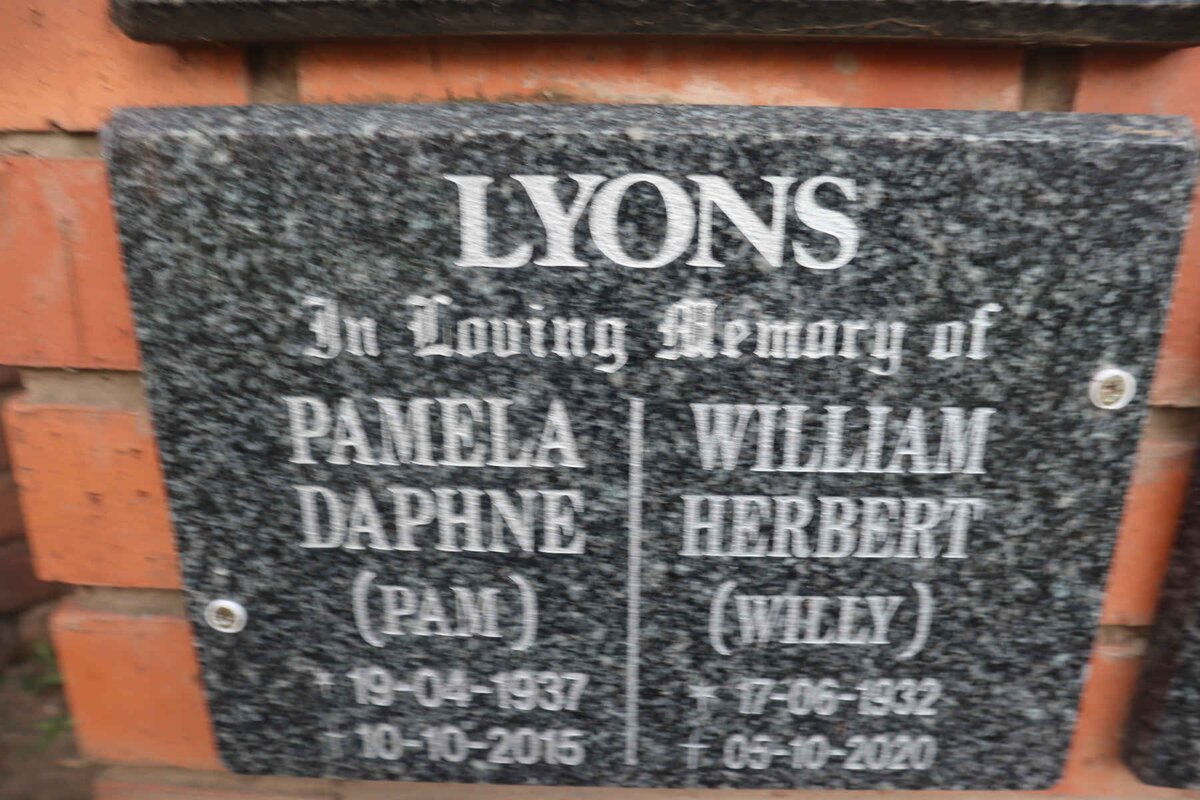 LYONS
In Loving Memory of
PAMELA
DAPHNE
(PAM)
* 19-04-1937
† 10-10-2015
WILLIAM
HERBERT
(WILLY)
* 17-06-1932
† 05-10-2020